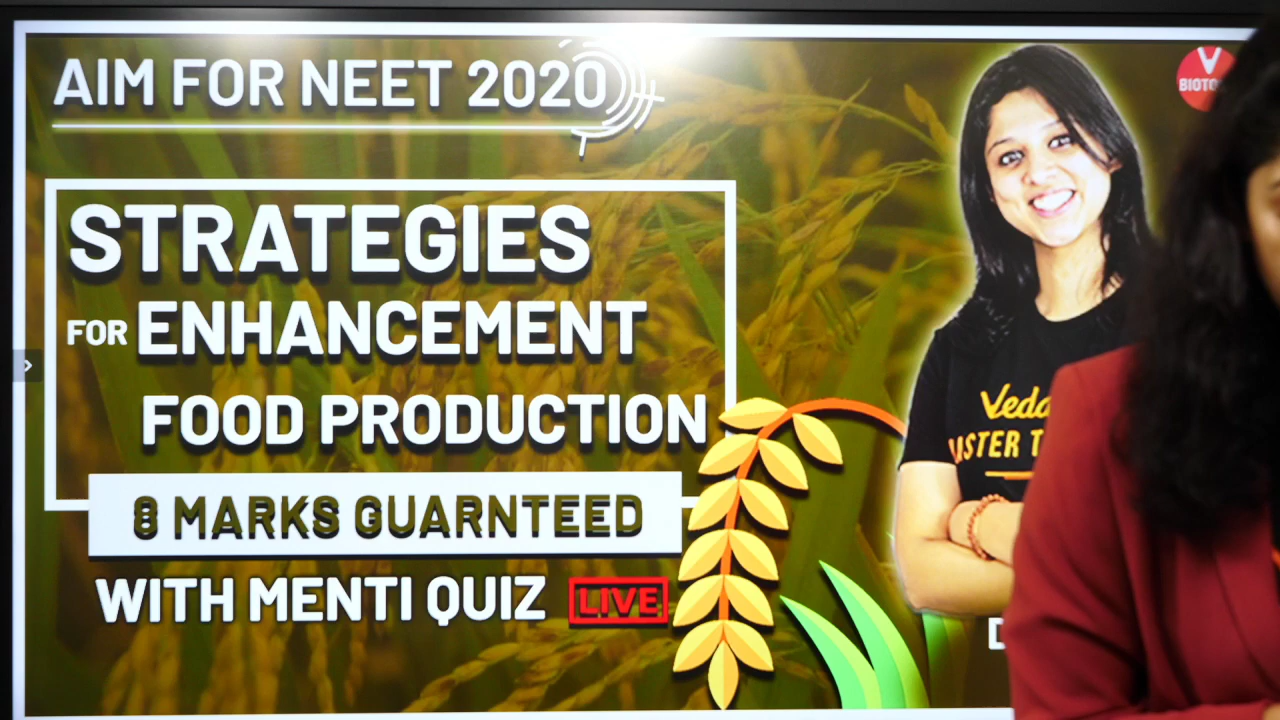 AIM FOR NEET 2020
STRATEGIES
FOR ENHANCEMENT
FOOD PRODUCTION
8 MARKS GUARNTEED
WITH MENTI QUIZ LIVE
V